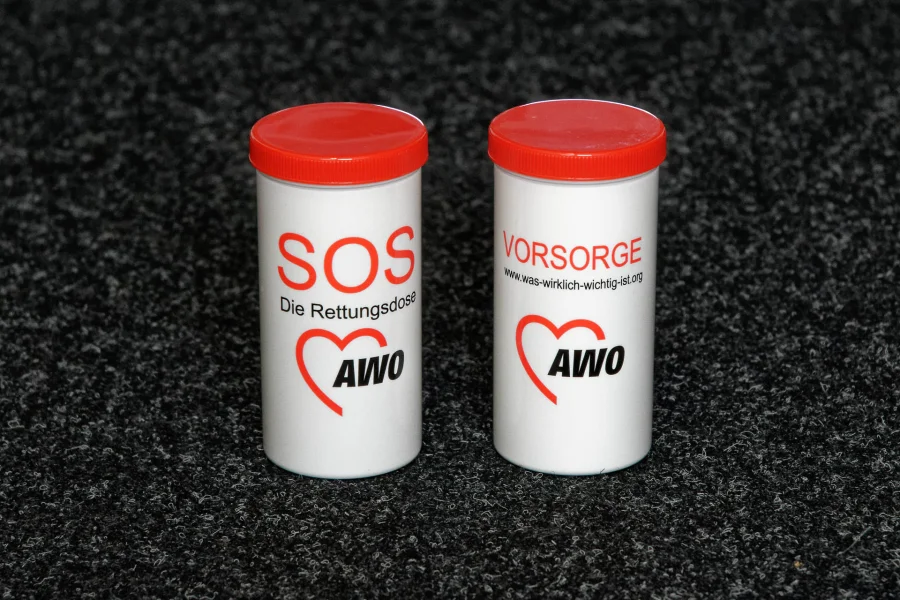 SOS
Die Rettungsdose
AWO
VORSORGE
www.was-wirklich-wichtig-ist.org
AWO